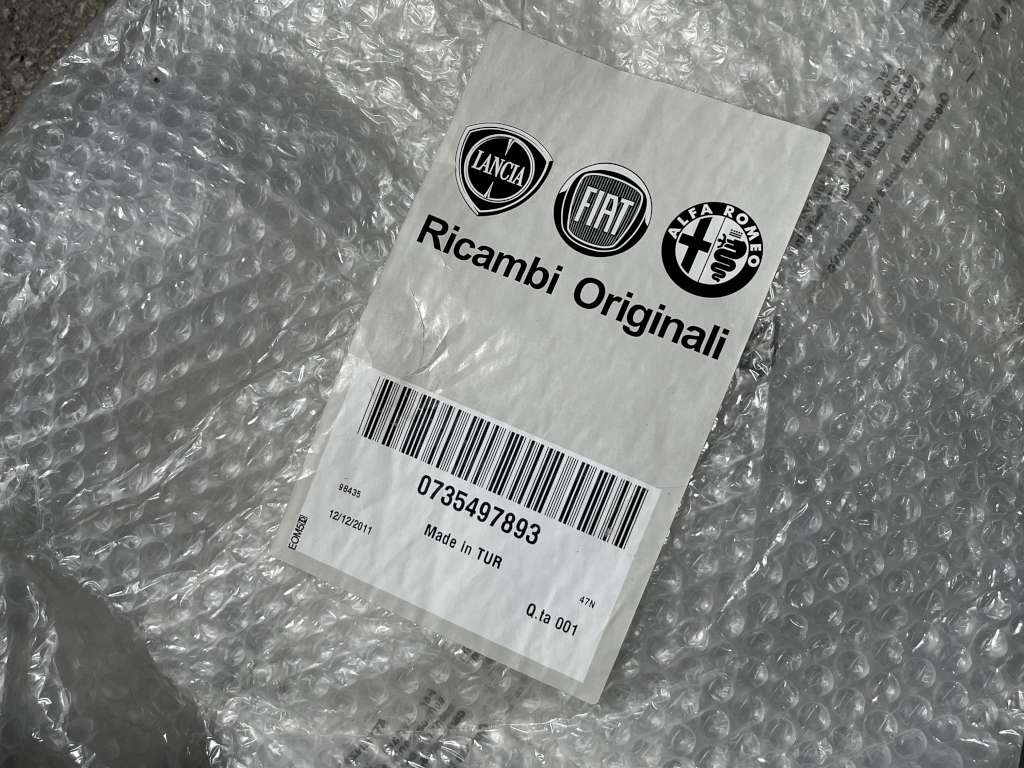 LANCIA
FIAT
ALFA ROMEO
Ricambi Originali
0735497893
98435
12/12/2011
Made in TUR
47N
Q.ta 001